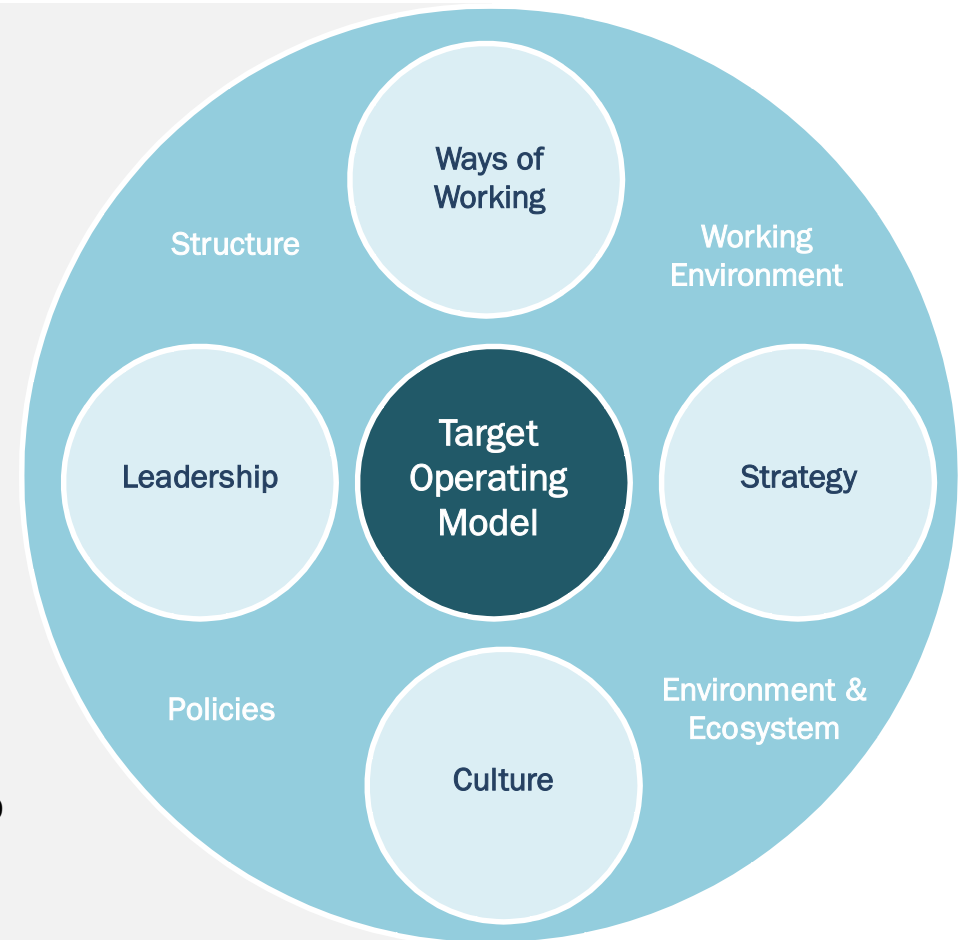 Ways of
Working
Structure
Working
Environment
Leadership
Target
Operating
Model
Strategy
Policies
Environment &
Ecosystem
Culture